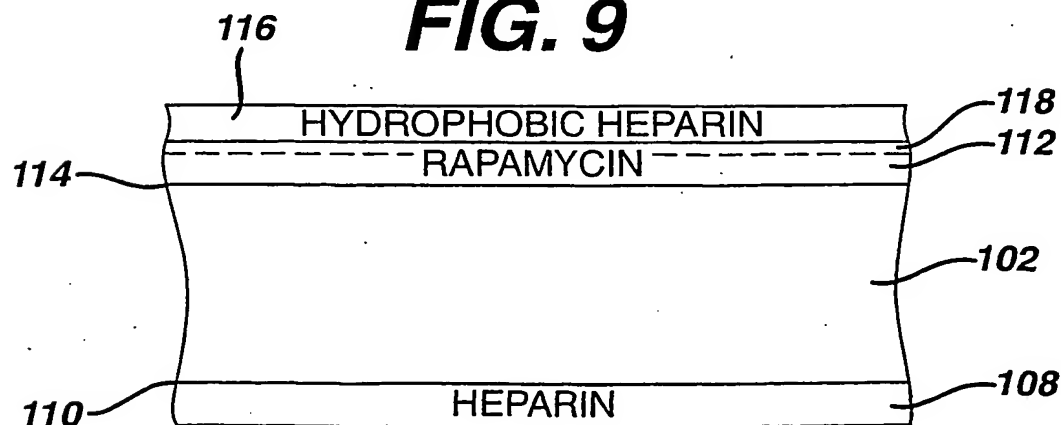 FIG. 9
116
HYDROPHOBIC HEPARIN
118
RAPAMYCIN
112
114
102
110
HEPARIN
108